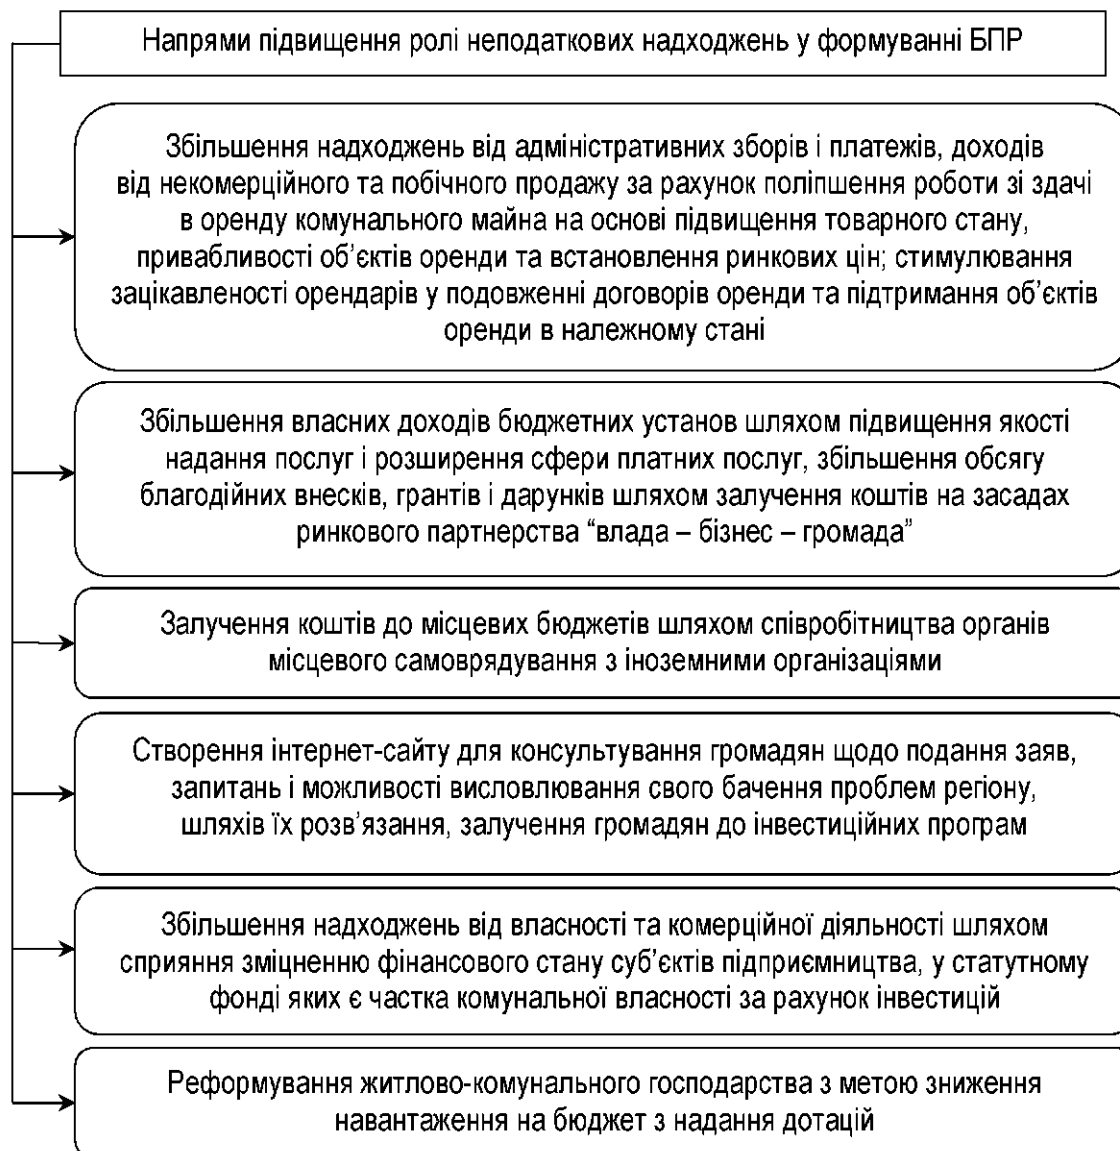 Напрями підвищення ролі неподаткових надходжень у формуванні БПР
Збільшення надходжень від адміністративних зборів і платежів, доходів
від некомерційного та побічного продажу за рахунок поліпшення роботи зі здачі
в оренду комунального майна на основі підвищення товарного стану,
привабливості об’єктів оренди та встановлення ринкових цін; стимулювання
зацікавленості орендарів у подовженні договорів оренди та підтримання об’єктів
оренди в належному стані
Збільшення власних доходів бюджетних установ шляхом підвищення якості
надання послуг і розширення сфери платних послуг, збільшення обсягу
благодійних внесків, грантів і дарунків шляхом залучення коштів на засадах
ринкового партнерства “влада – бізнес – громада”
Залучення коштів до місцевих бюджетів шляхом співробітництва органів
місцевого самоврядування з іноземними організаціями
Створення інтернет-сайту для консультування громадян щодо подання заяв,
запитань і можливості висловлювання свого бачення проблем регіону,
шляхів їх розв’язання, залучення громадян до інвестиційних програм
Збільшення надходжень від власності та комерційної діяльності шляхом
сприяння зміцненню фінансового стану суб’єктів підприємництва, у статутному
фонді яких є частка комунальної власності за рахунок інвестицій
Реформування житлово-комунального господарства з метою зниження
навантаження на бюджет з надання дотацій